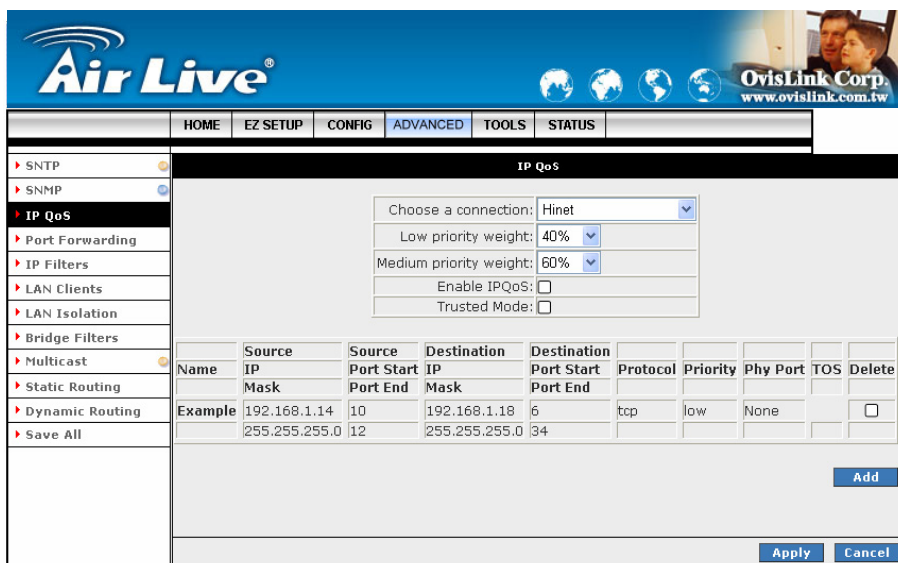 Air Live®
OvisLink Corp.
www.ovislink.com.tw
HOME EZ SETUP CONFIG ADVANCED TOOLS STATUS
SNTP
SNMP
IP QoS
Port Forwarding
IP Filters
LAN Clients
LAN Isolation
Bridge Filters
Multicast
Static Routing
Dynamic Routing
Save All
IP QoS
Choose a connection: Hinet
Low priority weight: 40%
Medium priority weight: 60%
Enable IPQoS:
Trusted Mode:
Source Source Destination Destination
Name IP Port Start IP Port Start Protocol Priority Phy Port TOS Delete
Mask Port End Mask Port End
Example 192.168.1.14 10 192.168.1.18 6 tcp low None
255.255.255.0 12 255.255.255.0 34
Add
Apply Cancel